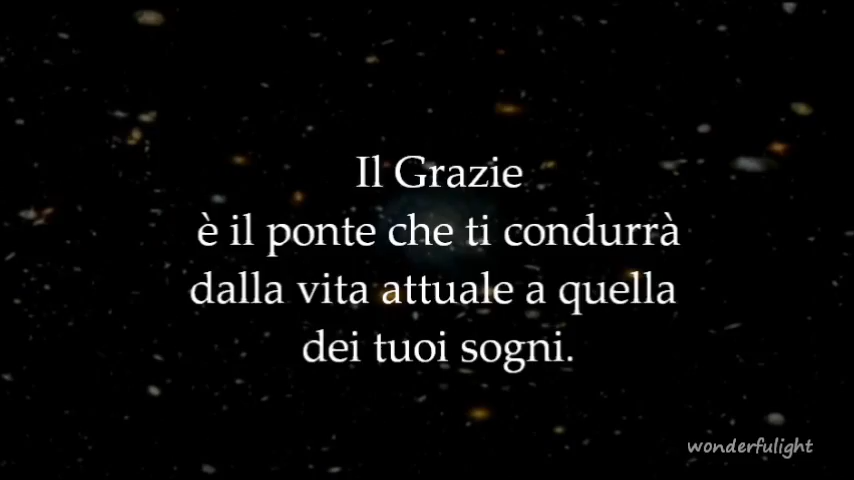 Il Grazie
è il ponte che ti condurrà
dalla vita attuale a quella
dei tuoi sogni.
wonderfulight